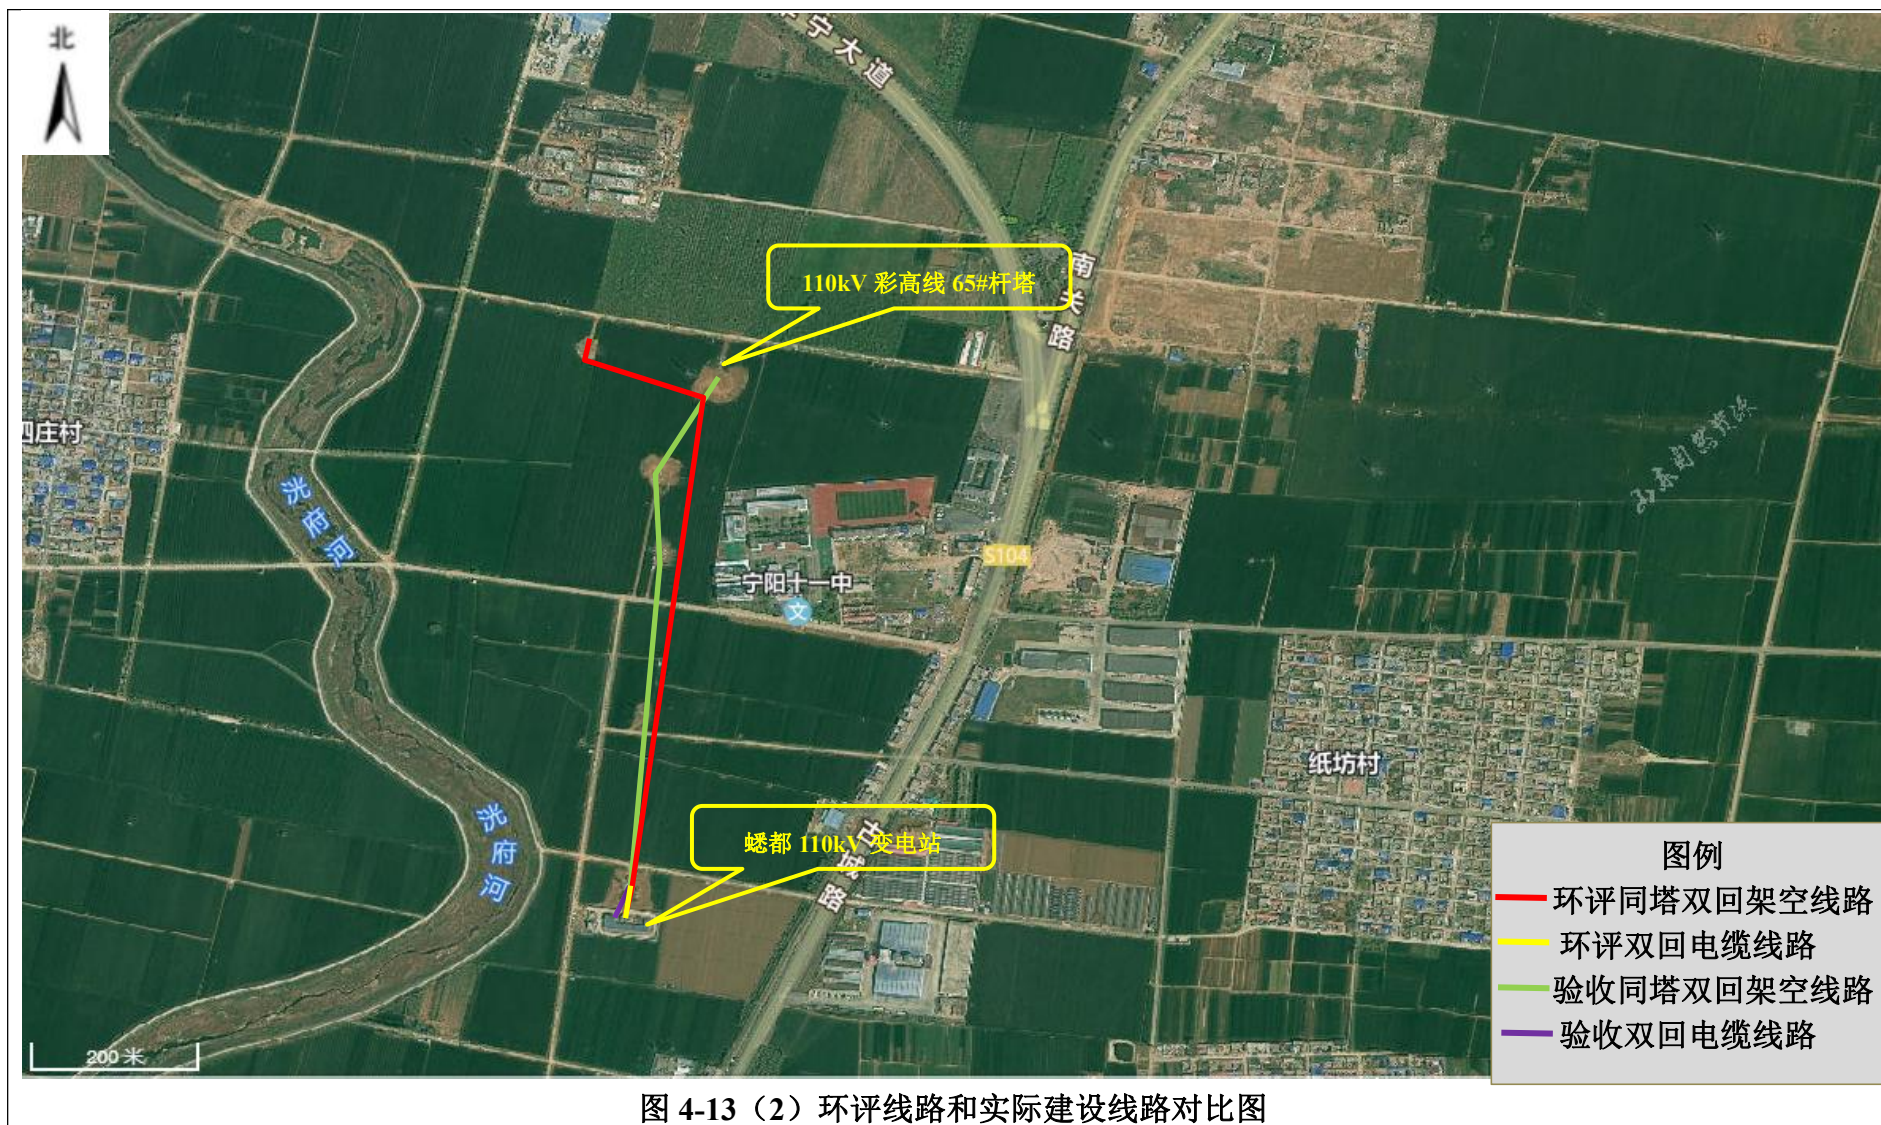 北
宁大道
南关路
110kV 彩高线 65#杆塔
四庄村
洸府河
S104
宁阳十一中
文
纸坊村
洸府河
蟋都 110kV 变电站
古城路
图例
环评同塔双回架空线路
环评双回电缆线路
验收同塔双回架空线路
验收双回电缆线路
200 米
图 4-13（2）环评线路和实际建设线路对比图